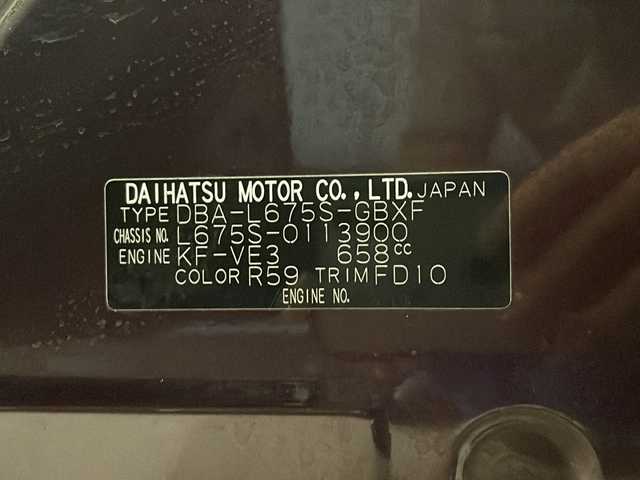 DAIHATSU MOTOR CO., LTD. JAPAN
TYPE DBA-L675S-GBXF
CHASSIS NO. L675S-0113900
ENGINE KF-VE3 658cc
COLOR R59 TRIM FD10
ENGINE NO.